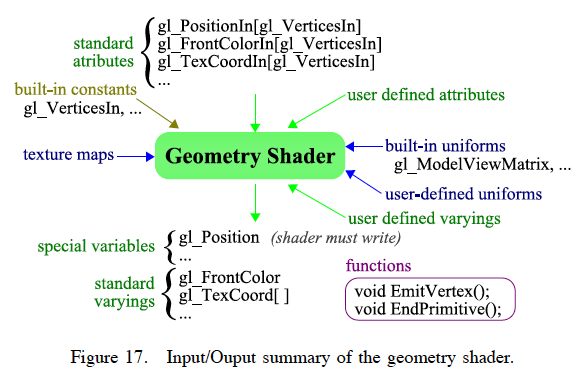 standard
atributes
gl_PositionIn[gl_VerticesIn]
gl_FrontColorIn[gl_VerticesIn]
gl_TexCoordIn[gl_VerticesIn]
...
built-in constants
gl_VerticesIn, ...
user defined attributes
texture maps
Geometry Shader
built-in uniforms
gl_ModelViewMatrix, ...
user-defined uniforms
user defined varyings
special variables
gl_Position (shader must write)
...
standard
varyings
gl_FrontColor
gl_TexCoord[ ]
...
functions
void EmitVertex();
void EndPrimitive();
Figure 17. Input/Ouput summary of the geometry shader.